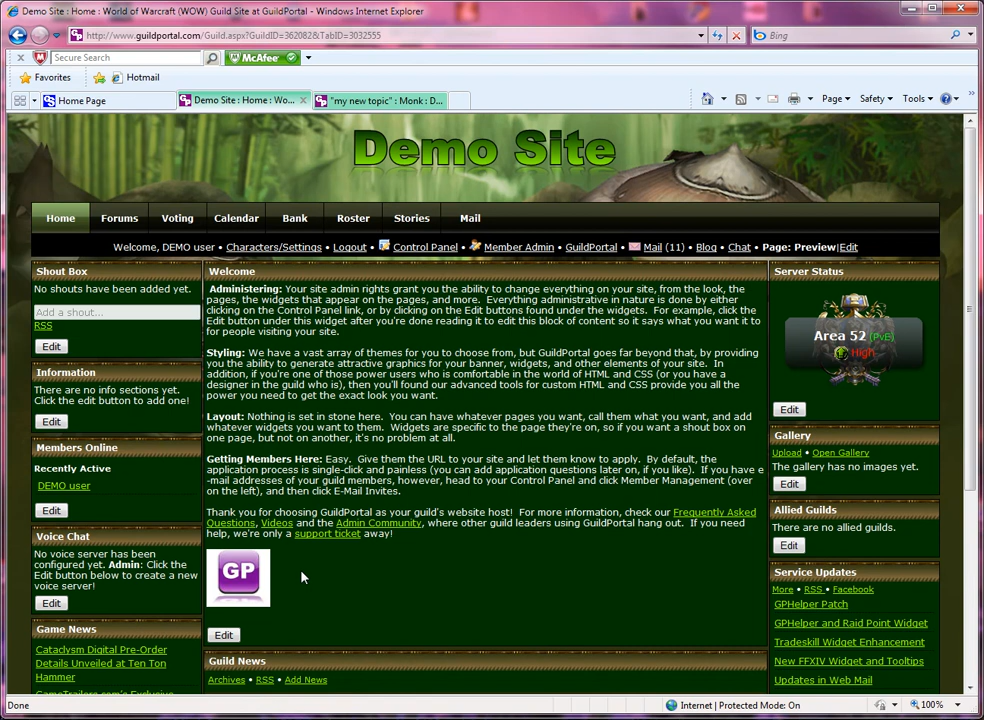 Demo Site : Home : World of Warcraft (WOW) Guild Site at GuildPortal - Windows Internet Explorer
http://www.guildportal.com/Guild.aspx?GuildID=362082&TabID=3032555
Bing
Secure Search
McAfee
Favorites
Hotmail
Home Page
Demo Site : Home : Wo...
"my new topic" : Monk : D...
Page
Safety
Tools
Demo Site
Home
Forums
Voting
Calendar
Bank
Roster
Stories
Mail
Welcome, DEMO user • Characters/Settings • Logout • Control Panel • Member Admin • GuildPortal • Mail (11) • Blog • Chat • Page: Preview|Edit
Shout Box
No shouts have been added yet.
Add a shout...
RSS
Edit
Information
There are no info sections yet.
Click the edit button to add one!
Edit
Members Online
Recently Active
DEMO user
Edit
Voice Chat
No voice server has been
configured yet. Admin: Click the
Edit button below to create a new
voice server!
Edit
Game News
Cataclysm Digital Pre-Order
Details Unveiled at Ten Ton
Hammer
GameTrailers.com's Exclusive
Welcome
Administering: Your site admin rights grant you the ability to change everything on your site, from the look, the
pages, the widgets that appear on the pages, and more. Everything administrative in nature is done by either
clicking on the Control Panel link, or by clicking on the Edit buttons found under the widgets. For example, click the
Edit button under this widget after you're done reading it to edit this block of content so it says what you want it to
for people visiting your site.
Styling: We have a vast array of themes for you to choose from, but GuildPortal goes far beyond that, by providing
you the ability to generate attractive graphics for your banner, widgets, and other elements of your site. In
addition, if you're one of those power users who is comfortable in the world of HTML and CSS (or you have a
designer in the guild who is), then you'll found our advanced tools for custom HTML and CSS provide you all the
power you need to get the exact look you want.
Layout: Nothing is set in stone here. You can have whatever pages you want, call them what you want, and add
whatever widgets you want to them. Widgets are specific to the page they're on, so if you want a shout box on
one page, but not on another, it's no problem at all.
Getting Members Here: Easy. Give them the URL to your site and let them know to apply. By default, the
application process is single-click and painless (you can add application questions later on, if you like). If you have e
-mail addresses of your guild members, however, head to your Control Panel and click Member Management (over
on the left), and then click E-Mail Invites.
Thank you for choosing GuildPortal as your guild's website host! For more information, check our Frequently Asked
Questions, Videos and the Admin Community, where other guild leaders using GuildPortal hang out. If you need
help, we're only a support ticket away!
GP
Edit
Guild News
Archives • RSS • Add News
Server Status
Area 52 (PvE)
High
Edit
Gallery
Upload • Open Gallery
The gallery has no images yet.
Edit
Allied Guilds
There are no allied guilds.
Edit
Service Updates
More • RSS • Facebook
GPHelper Patch
GPHelper and Raid Point Widget
Tradeskill Widget Enhancement
New FFXIV Widget and Tooltips
Updates in Web Mail
Done
Internet | Protected Mode: On
100%